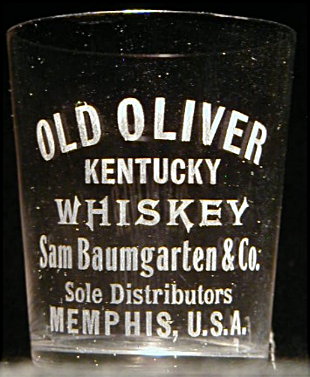 OLD OLIVER
KENTUCKY
WHISKEY
Sam Baumgarten & Co.
Sole Distributors
MEMPHIS, U.S.A.